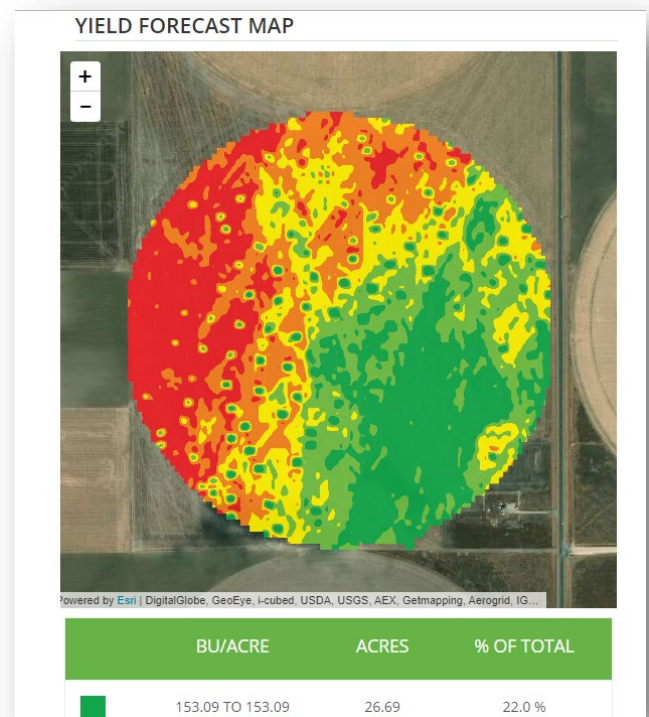 YIELD FORECAST MAP
+
−
Powered by Esri | DigitalGlobe, GeoEye, i-cubed, USDA, USGS, AEX, Getmapping, Aerogrid, IG...
BU/ACRE ACRES % OF TOTAL
153.09 TO 153.09 26.69 22.0 %